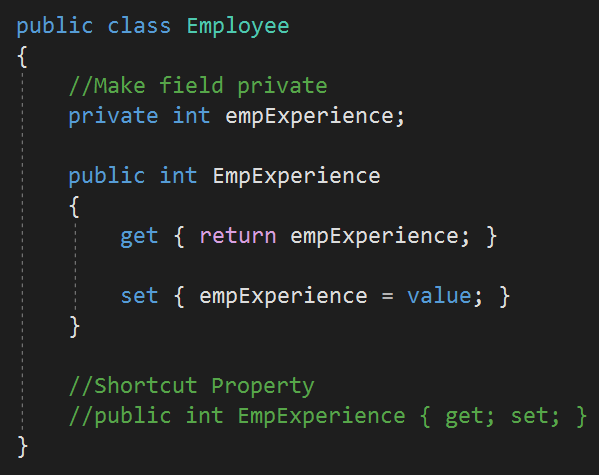 public class Employee
{
//Make field private
private int empExperience;
public int EmpExperience
{
get { return empExperience; }
set { empExperience = value; }
}
//Shortcut Property
//public int EmpExperience { get; set; }
}